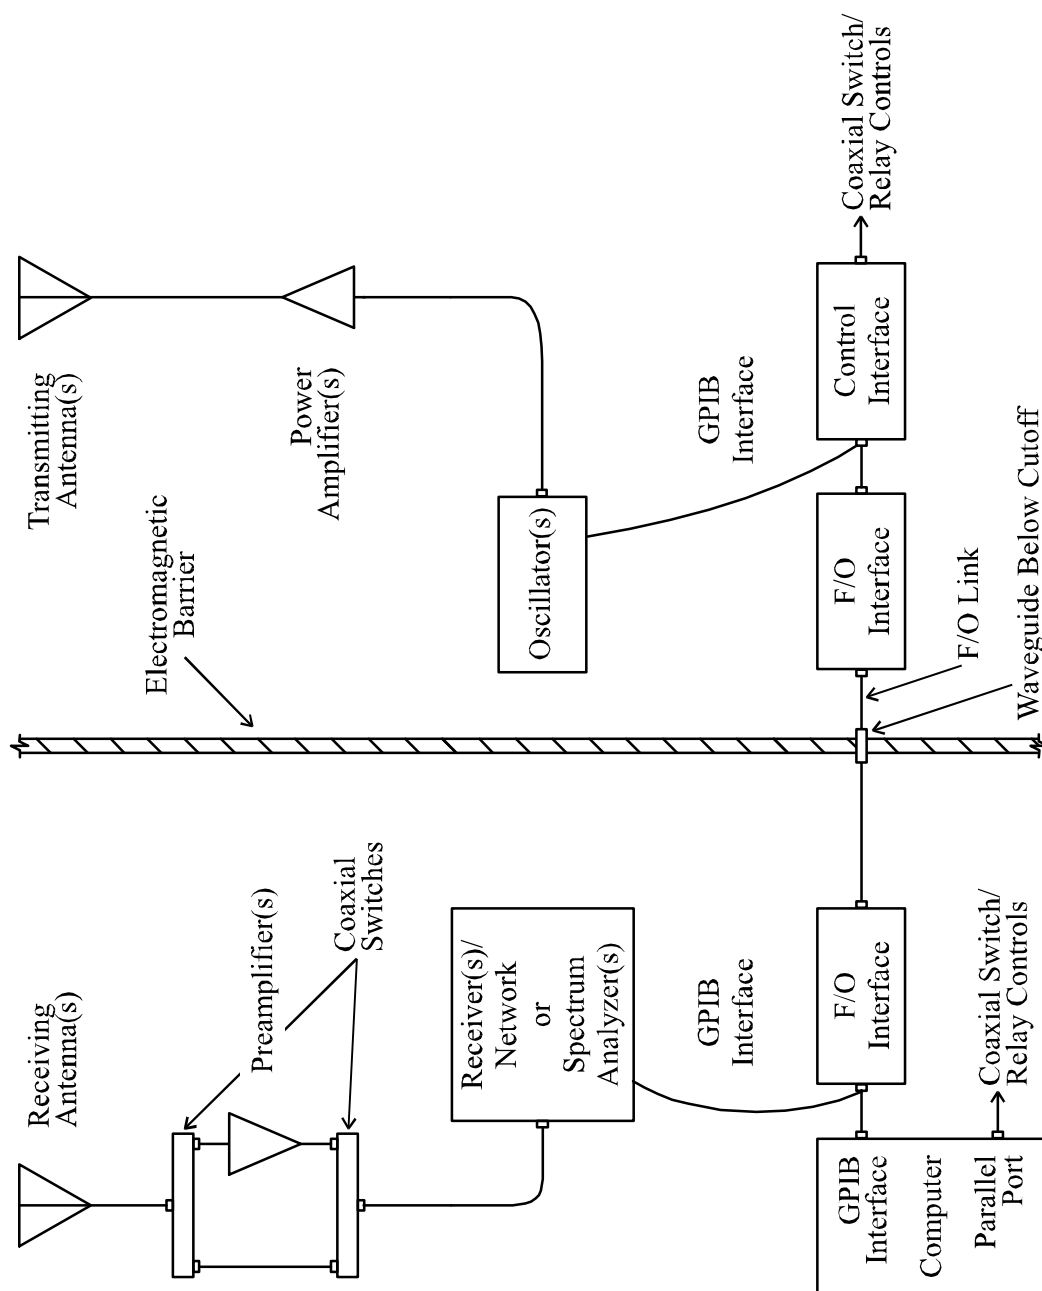 Receiving
Antenna(s)
Transmitting
Antenna(s)
Electromagnetic
Barrier
Preamplifier(s)
Coaxial
Switches
Power
Amplifier(s)
Receiver(s)/
Network
or
Spectrum
Analyzer(s)
Oscillator(s)
GPIB
Interface
GPIB
Interface
GPIB
Interface
Computer
Parallel
Port
F/O
Interface
F/O
Interface
Control
Interface
Coaxial Switch/
Relay Controls
Coaxial Switch/
Relay Controls
F/O Link
Waveguide Below Cutoff